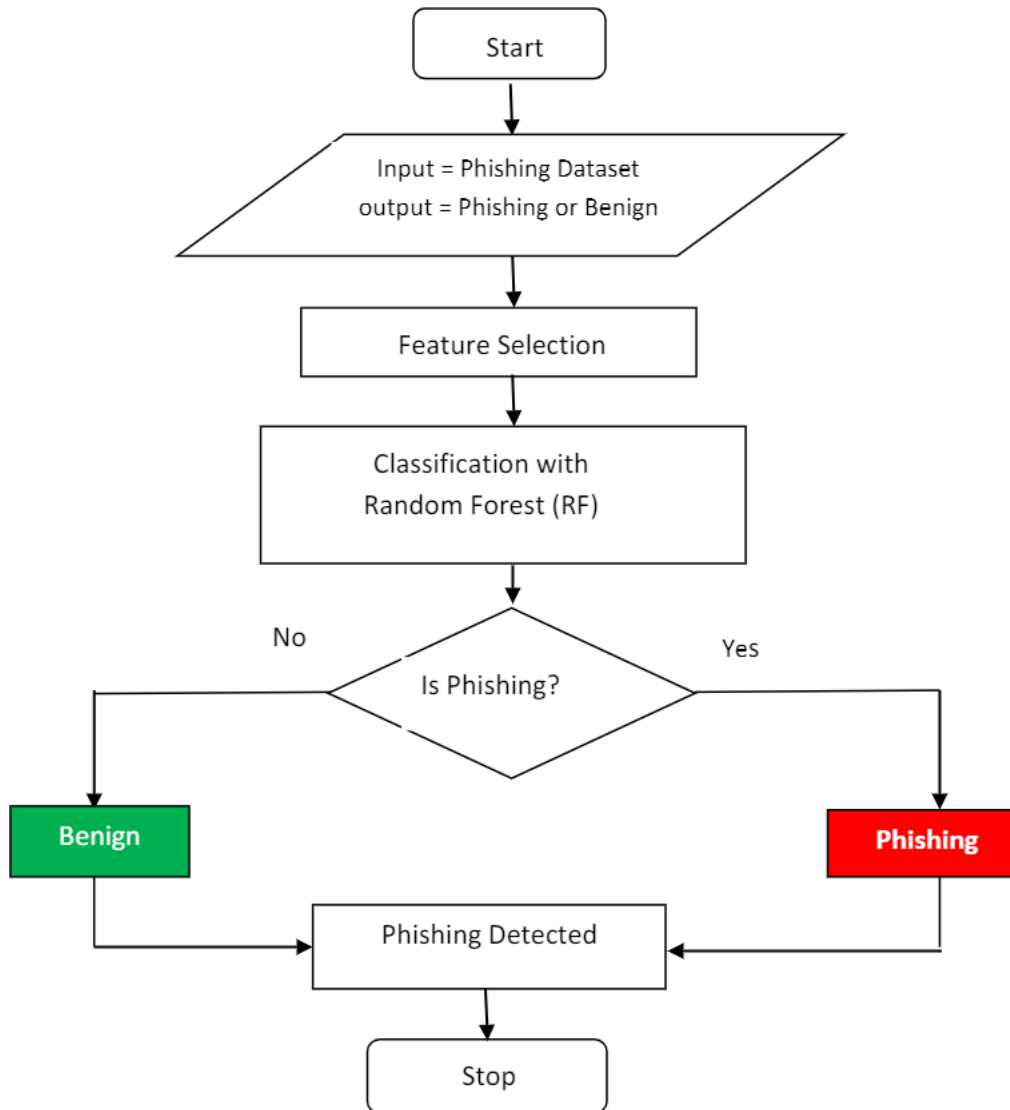 Start
Input = Phishing Dataset
output = Phishing or Benign
Feature Selection
Classification with
Random Forest (RF)
No
Yes
Is Phishing?
Benign
Phishing
Phishing Detected
Stop